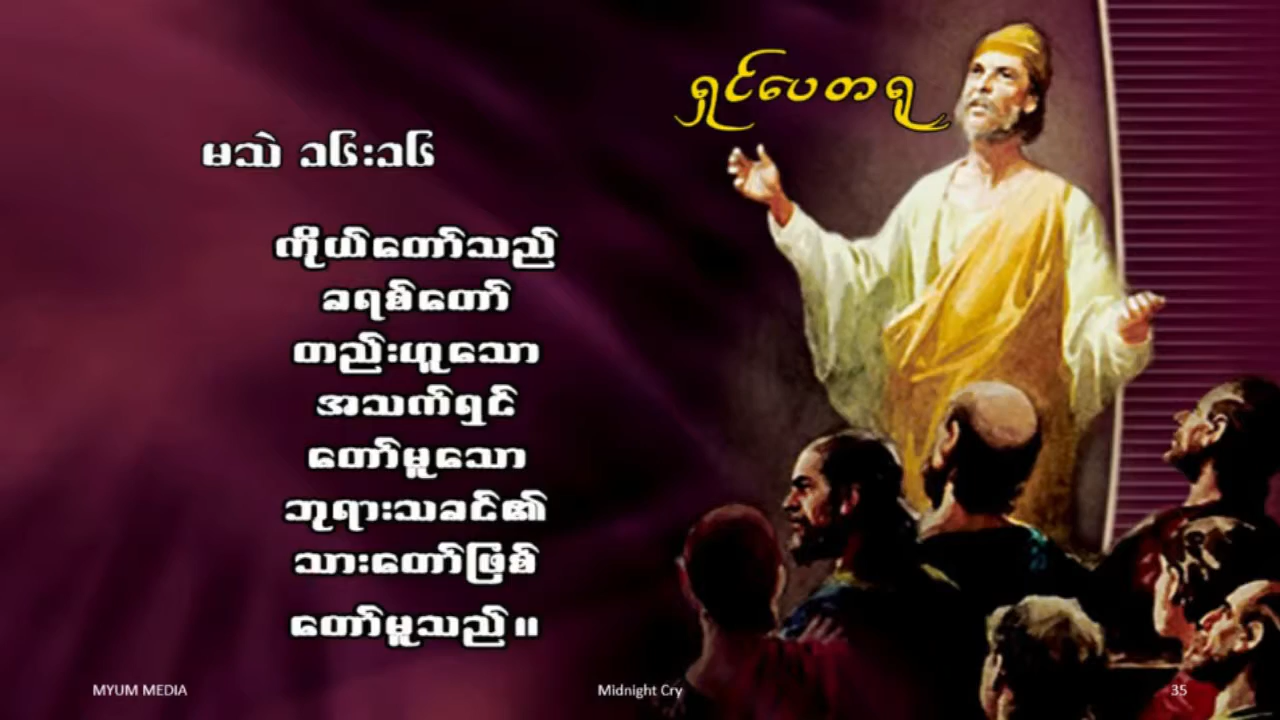 ရှင်ပေတရု
မဿဲ ၁၆း၁၆
ကိုယ်တော်သည်
ခရစ်တော်
တည်းဟူသော
အသက်ရှင်
တော်မူသော
ဘုရားသခင်၏
သားတော်ဖြစ်
တော်မူသည်။
MYUM MEDIA
Midnight Cry
35